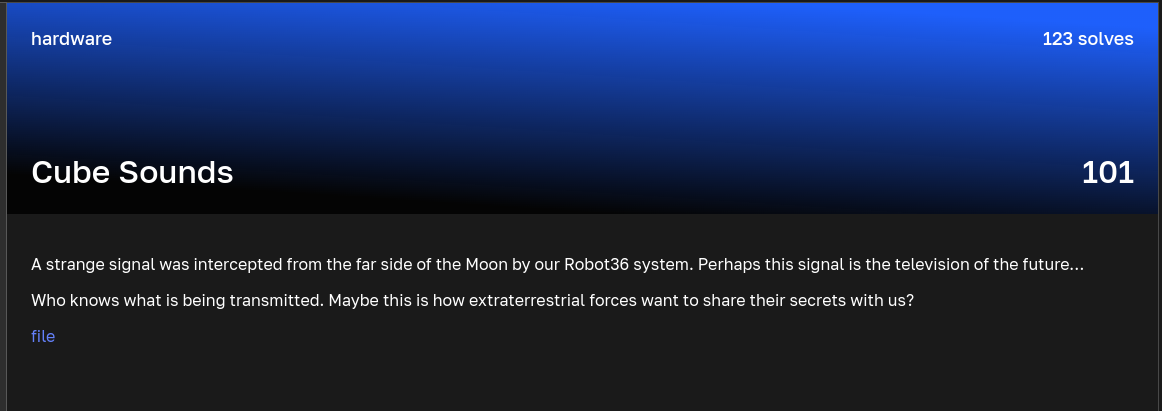 hardware
123 solves
Cube Sounds
101
A strange signal was intercepted from the far side of the Moon by our Robot36 system. Perhaps this signal is the television of the future...
Who knows what is being transmitted. Maybe this is how extraterrestrial forces want to share their secrets with us?
file